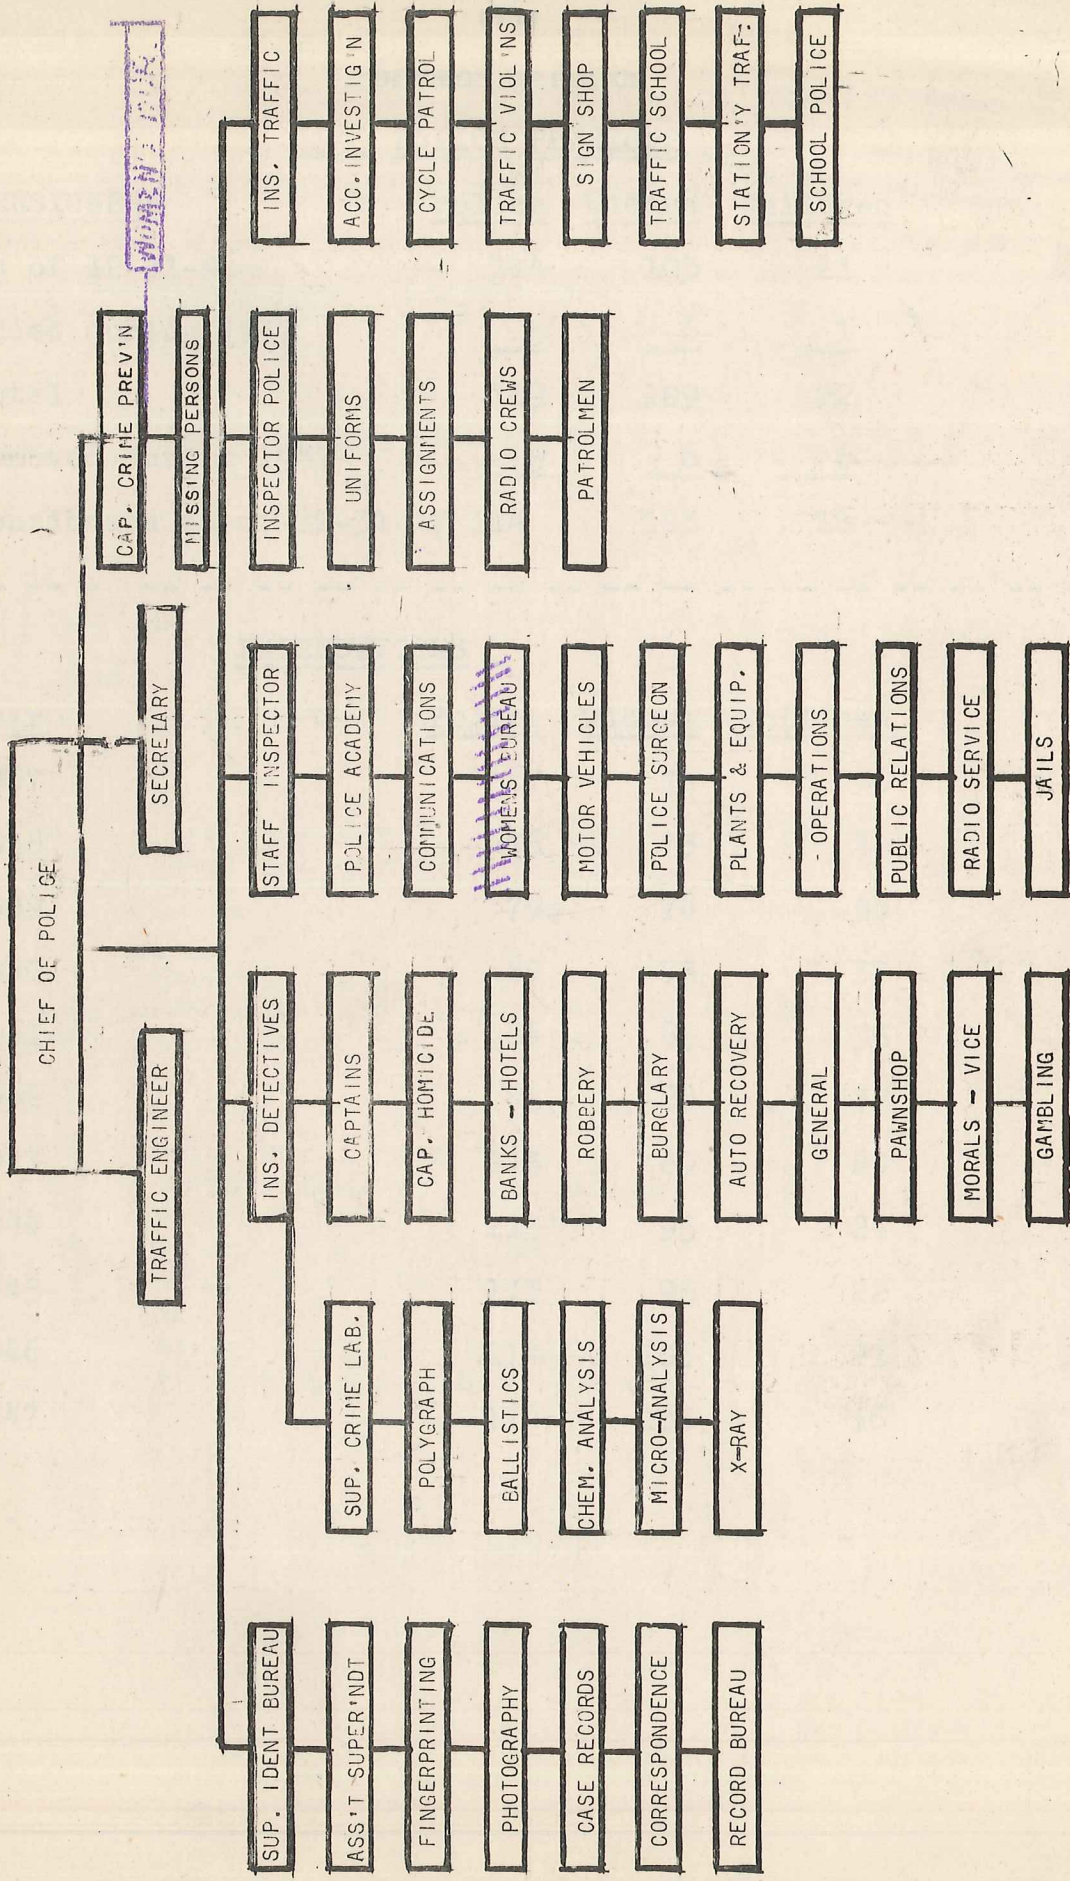 CHIEF OF POLICE
TRAFFIC ENGINEER
SECRETARY
CAP. CRIME PREV'N
MISSING PERSONS
WOMEN'S
SUP. IDENT BUREAU
ASS'T SUPER'NDT
FINGERPRINTING
PHOTOGRAPHY
CASE RECORDS
CORRESPONDENCE
RECORD BUREAU
SUP. CRIME LAB.
POLYGRAPH
BALLISTICS
CHEM. ANALYSIS
MICRO-ANALYSIS
X-RAY
INS. DETECTIVES
CAPTAINS
CAP. HOMICIDE
BANKS - HOTELS
ROBBERY
BURGLARY
AUTO RECOVERY
GENERAL
PAWNSHOP
MORALS - VICE
GAMBLING
STAFF INSPECTOR
POLICE ACADEMY
COMMUNICATIONS
WOMENS BUREAU
MOTOR VEHICLES
POLICE SURGEON
PLANTS & EQUIP.
OPERATIONS
PUBLIC RELATIONS
RADIO SERVICE
JAILS
INSPECTOR POLICE
UNIFORMS
ASSIGNMENTS
RADIO CREWS
PATROLMEN
INS. TRAFFIC
ACC. INVESTIG'N
CYCLE PATROL
TRAFFIC VIOL'NS
SIGN SHOP
TRAFFIC SCHOOL
STATION'Y TRAF.
SCHOOL POLICE